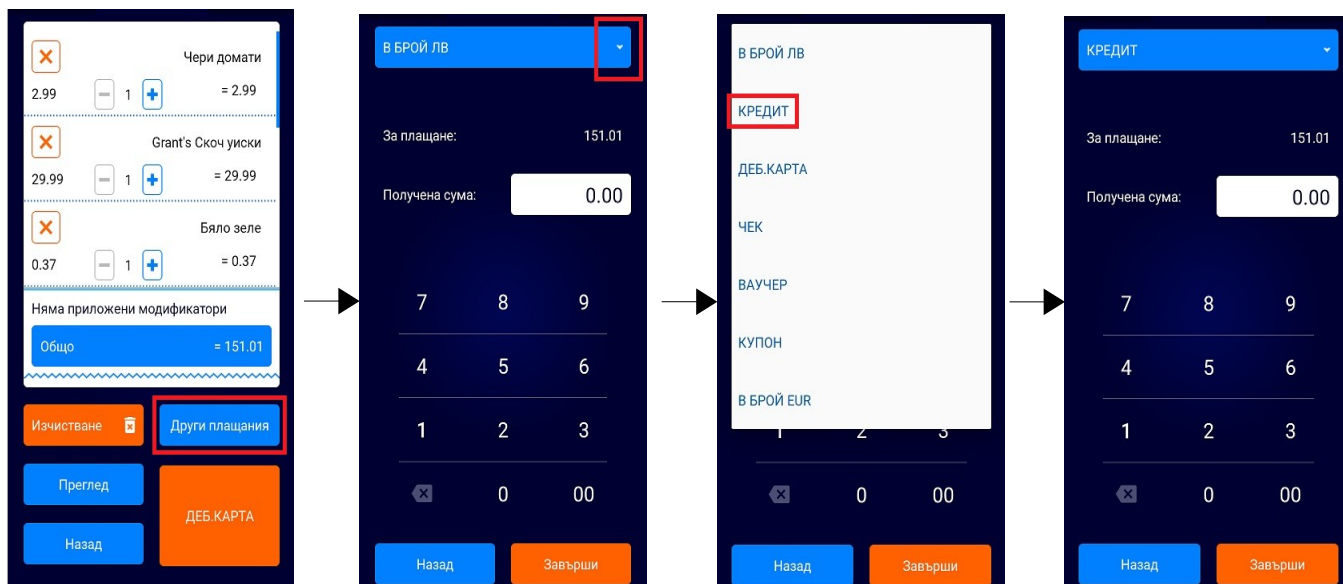 Чери домати
2.99 1 = 2.99
Grant's Скоч уиски
29.99 1 = 29.99
Бяло зеле
0.37 1 = 0.37
Няма приложени модификатори
Общо = 151.01
Изчистване Други плащания
Преглед
ДЕБ.КАРТА
Назад
В БРОЙ ЛВ
За плащане: 151.01
Получена сума: 0.00
7 8 9
4 5 6
1 2 3
0 00
Назад Завърши
В БРОЙ ЛВ
КРЕДИТ
ДЕБ.КАРТА
ЧЕК
ВАУЧЕР
КУПОН
В БРОЙ EUR
1 2 3
0 00
Назад Завърши
КРЕДИТ
За плащане: 151.01
Получена сума: 0.00
7 8 9
4 5 6
1 2 3
0 00
Назад Завърши